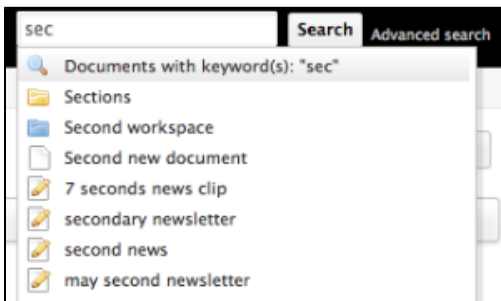 sec Search Advanced search
Documents with keyword(s): "sec"
Sections
Second workspace
Second new document
7 seconds news clip
secondary newsletter
second news
may second newsletter